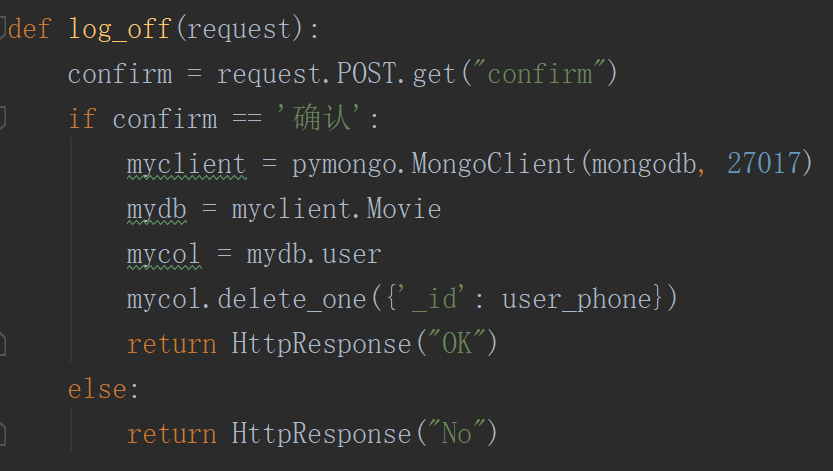 def log_off(request):
    confirm = request.POST.get("confirm")
    if confirm == '确认':
        myclient = pymongo.MongoClient(mongodb, 27017)
        mydb = myclient.Movie
        mycol = mydb.user
        mycol.delete_one({'_id': user_phone})
        return HttpResponse("OK")
    else:
        return HttpResponse("No")